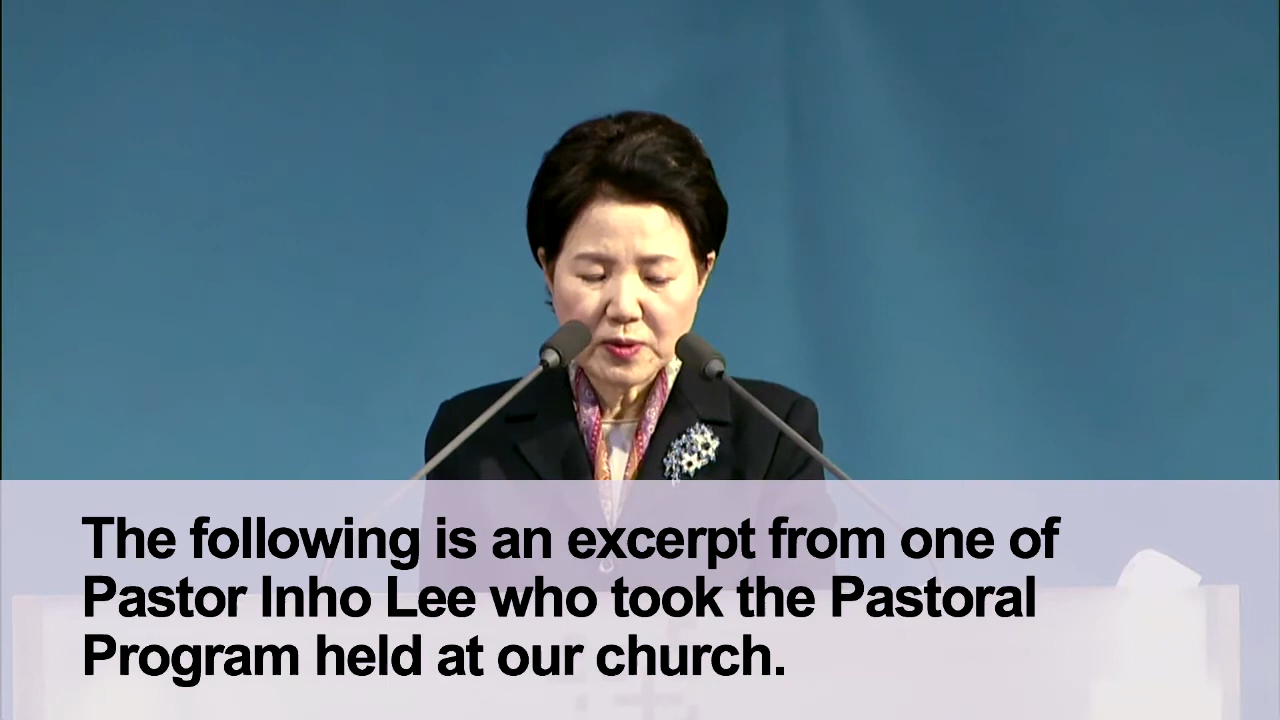 The following is an excerpt from one of
Pastor Inho Lee who took the Pastoral
Program held at our church.